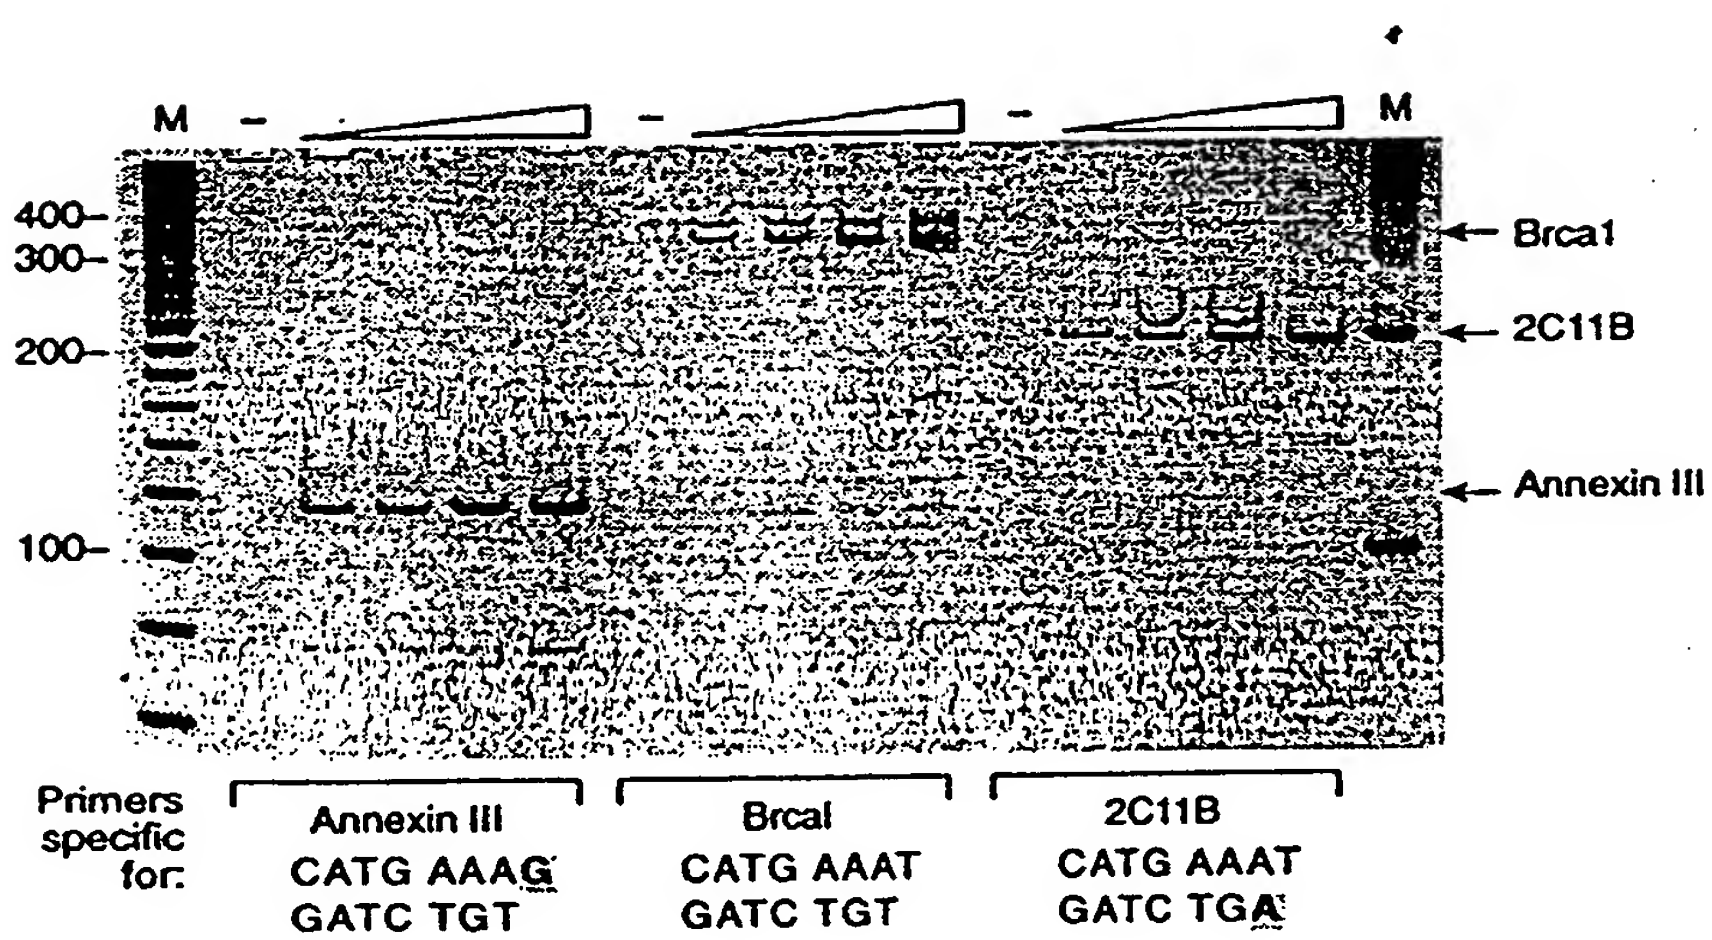 M – – – M
400–
300–
200–
100–
Brca1
2C11B
Annexin III
Primers
specific
for:
Annexin III
CATG AAAG
GATC TGT
BrcaI
CATG AAAT
GATC TGT
2C11B
CATG AAAT
GATC TGA